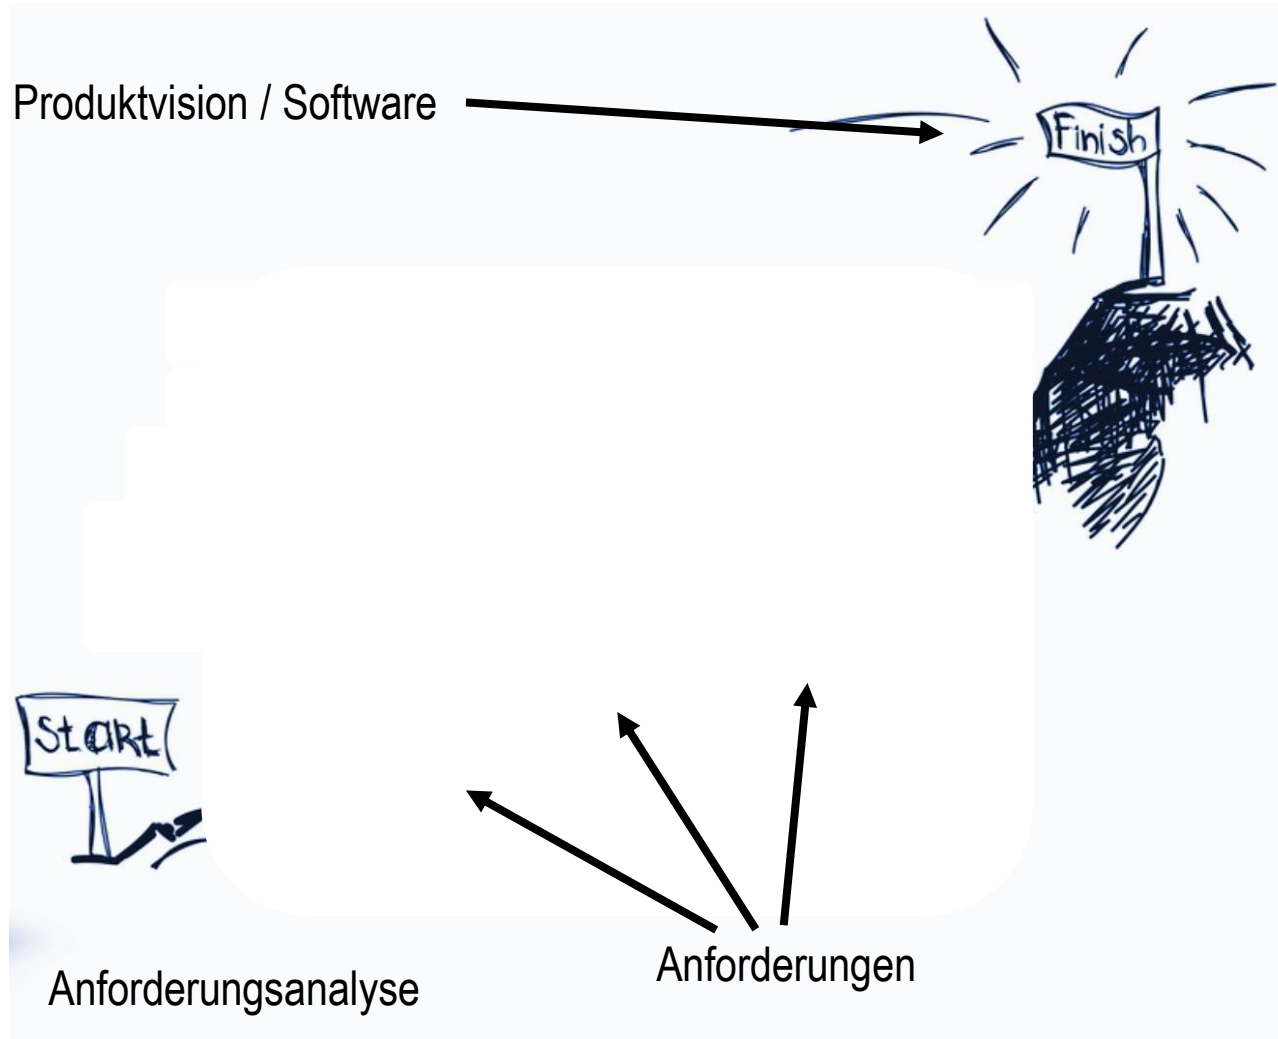 Produktvision / Software
Finish
Start
Anforderungen
Anforderungsanalyse